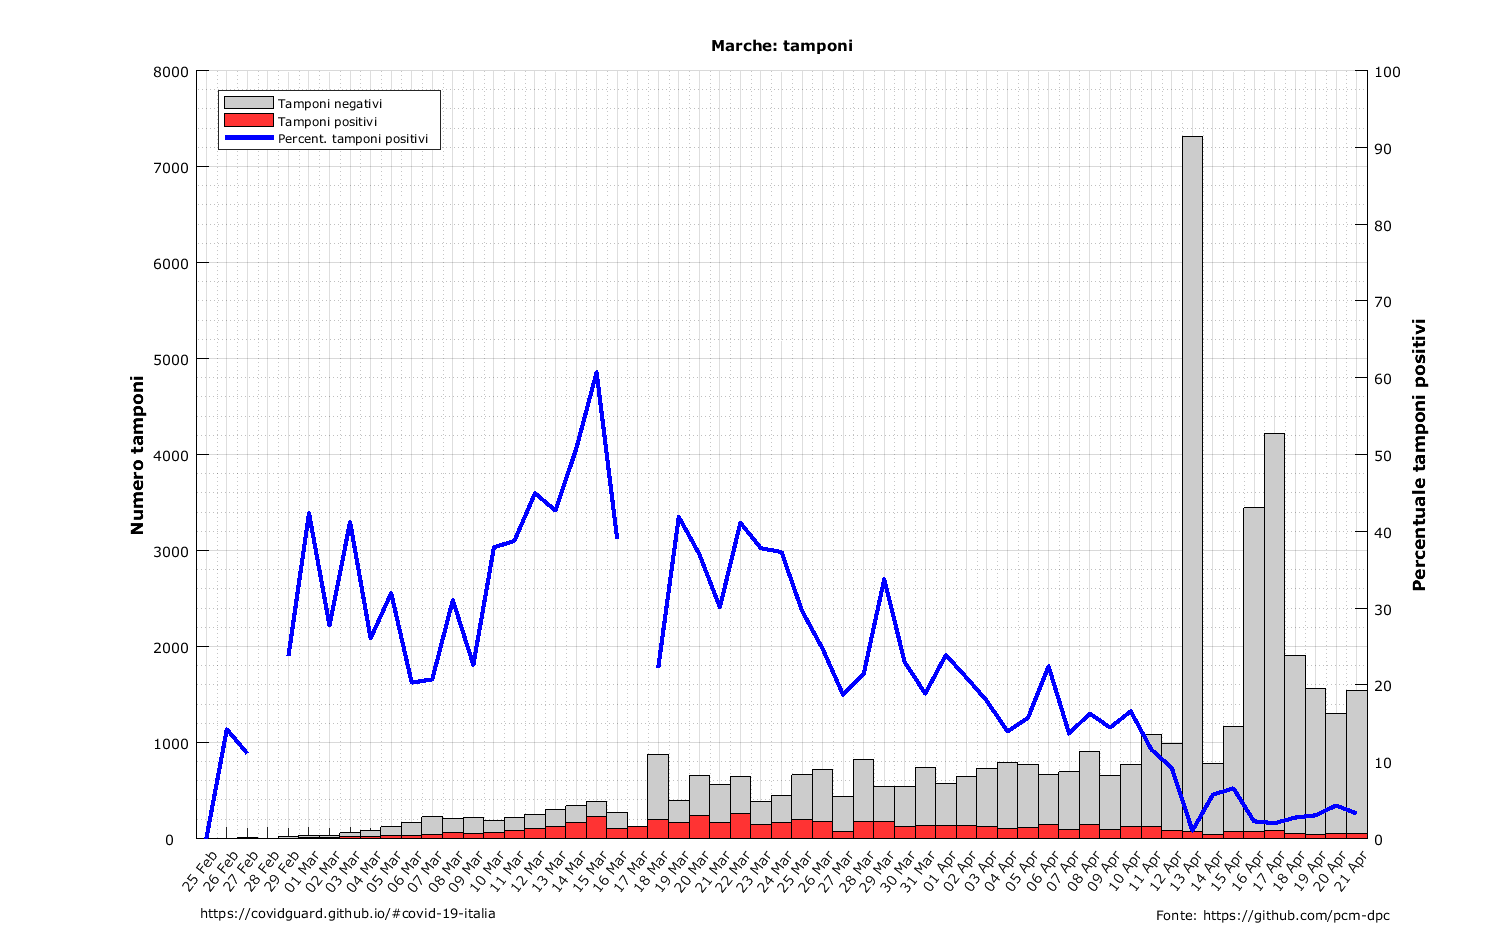 Marche: tamponi
Tamponi negativi
Tamponi positivi
Percent. tamponi positivi
Numero tamponi
8000
7000
6000
5000
4000
3000
2000
1000
0
Percentuale tamponi positivi
100
90
80
70
60
50
40
30
20
10
0
25 Feb
26 Feb
27 Feb
28 Feb
29 Feb
01 Mar
02 Mar
03 Mar
04 Mar
05 Mar
06 Mar
07 Mar
08 Mar
09 Mar
10 Mar
11 Mar
12 Mar
13 Mar
14 Mar
15 Mar
16 Mar
17 Mar
18 Mar
19 Mar
20 Mar
21 Mar
22 Mar
23 Mar
24 Mar
25 Mar
26 Mar
27 Mar
28 Mar
29 Mar
30 Mar
31 Mar
01 Apr
02 Apr
03 Apr
04 Apr
05 Apr
06 Apr
07 Apr
08 Apr
09 Apr
10 Apr
11 Apr
12 Apr
13 Apr
14 Apr
15 Apr
16 Apr
17 Apr
18 Apr
19 Apr
20 Apr
21 Apr
https://covidguard.github.io/#covid-19-italia
Fonte: https://github.com/pcm-dpc